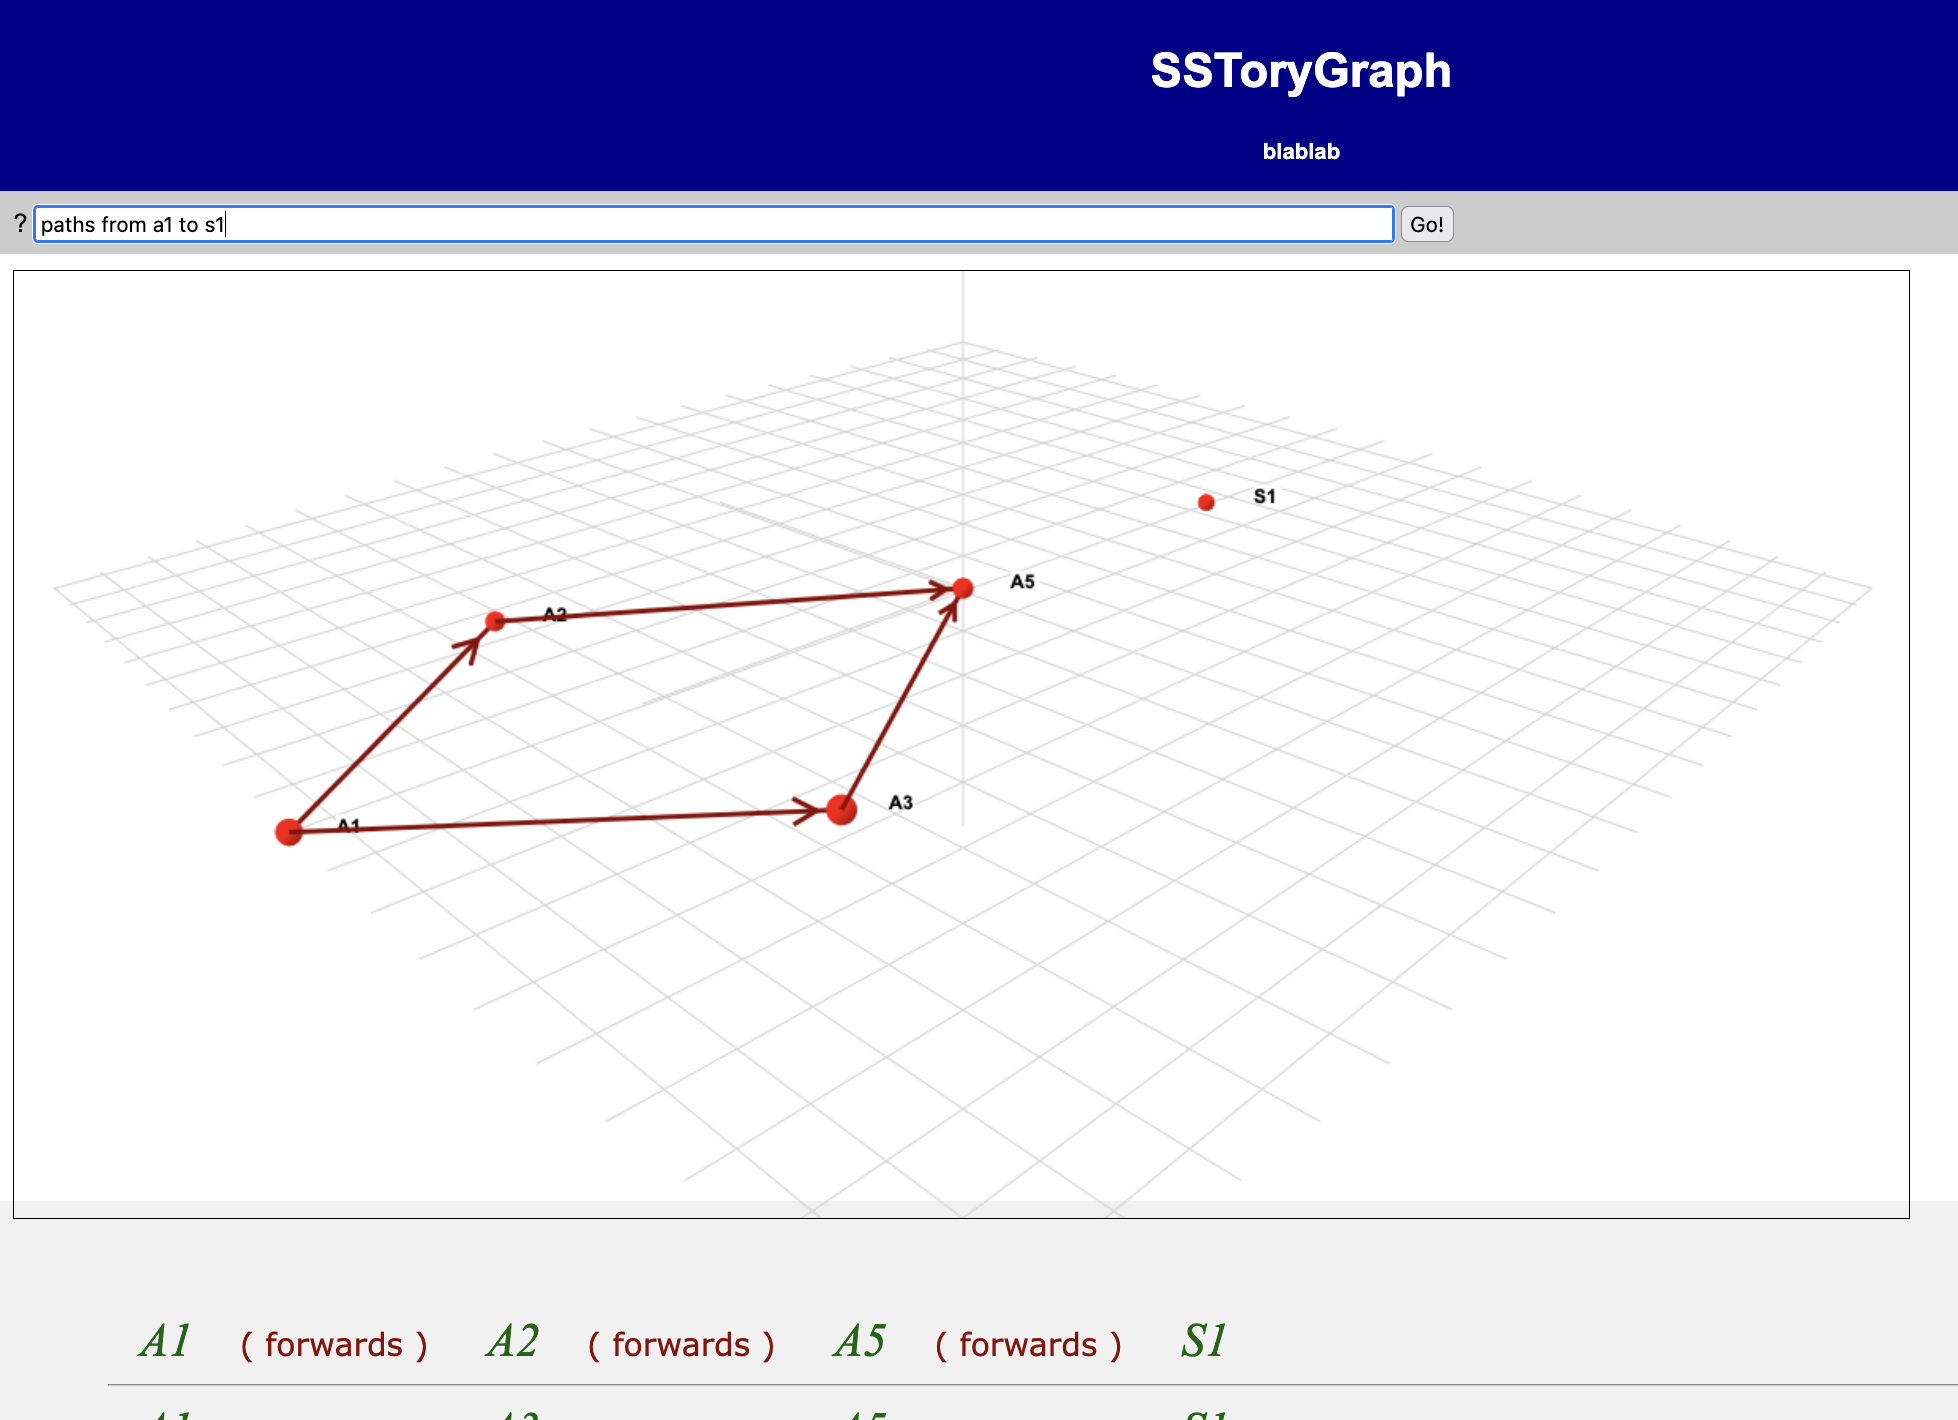 SSToryGraph
blablab
? paths from a1 to s1 Go!
S1
A5
A2
A3
A1
A1 ( forwards ) A2 ( forwards ) A5 ( forwards ) S1